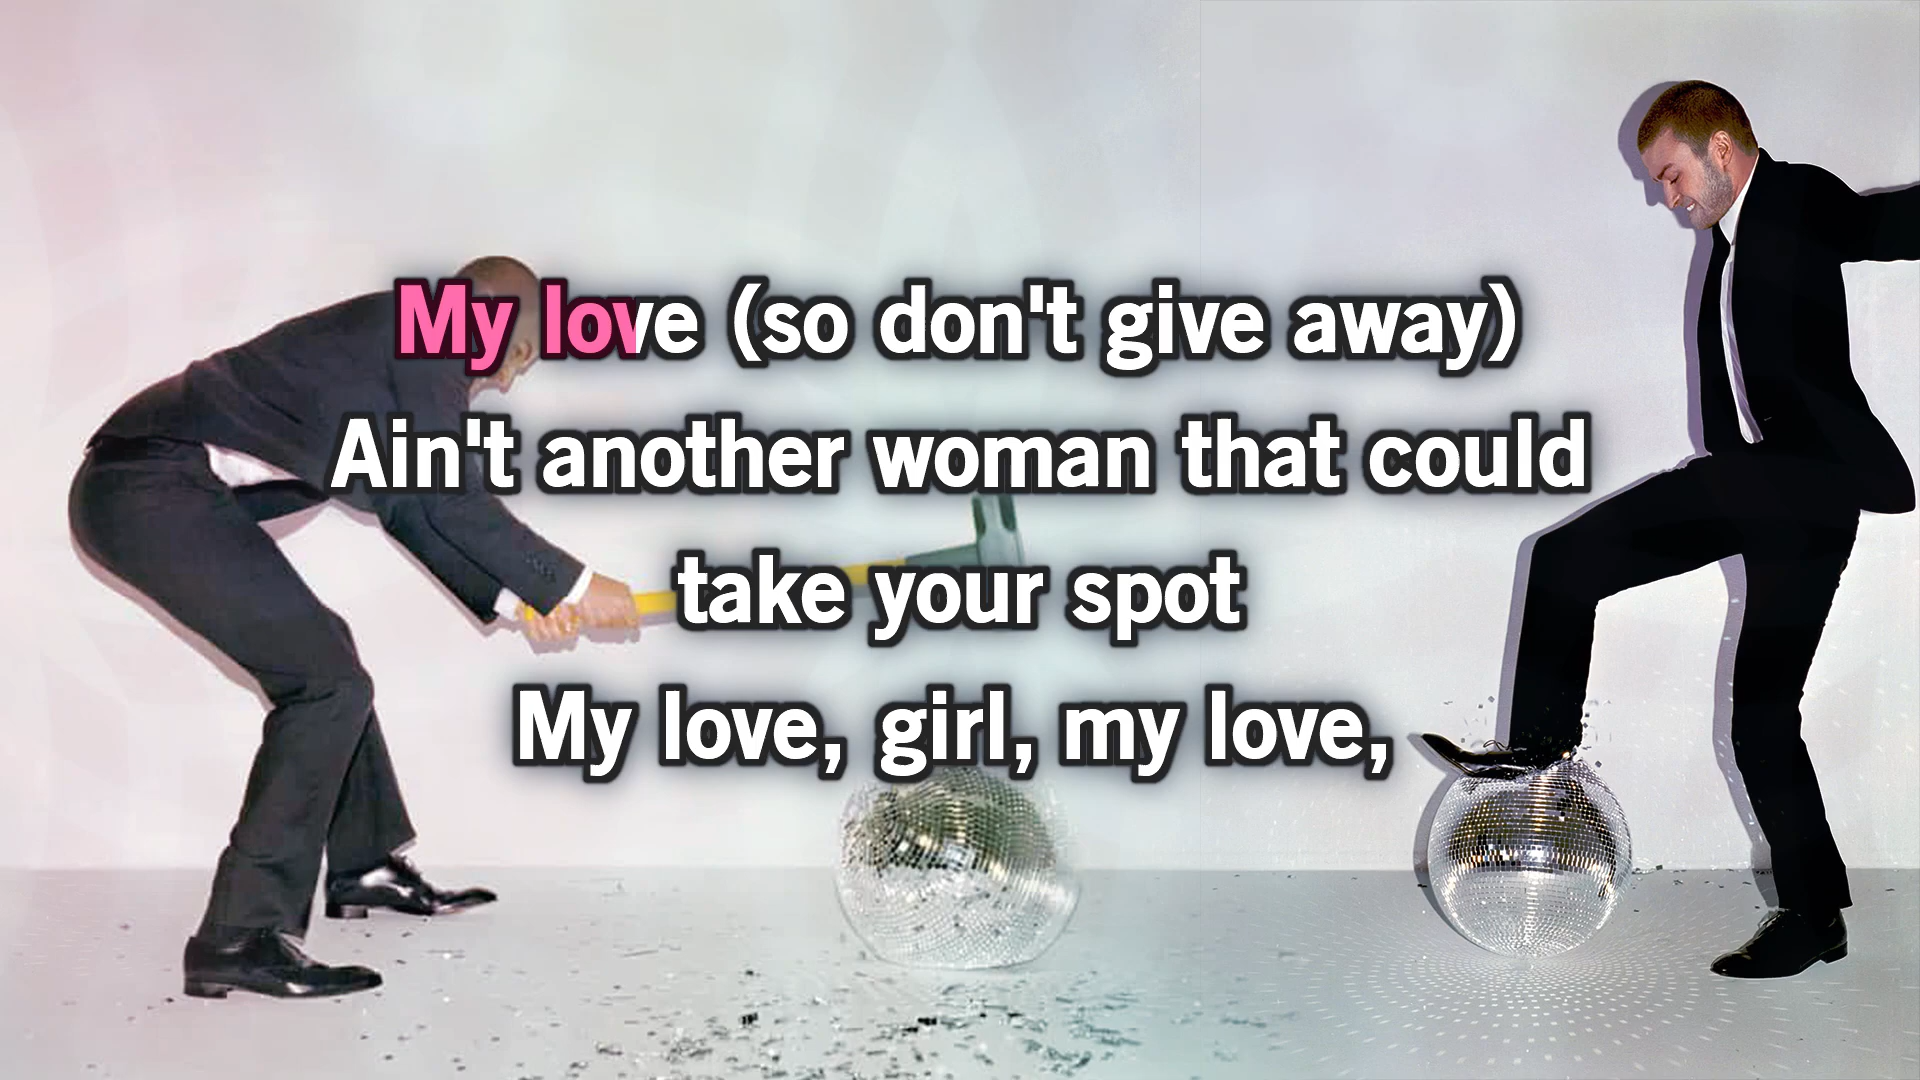 My love (so don't give away)
Ain't another woman that could
take your spot
My love, girl, my love,